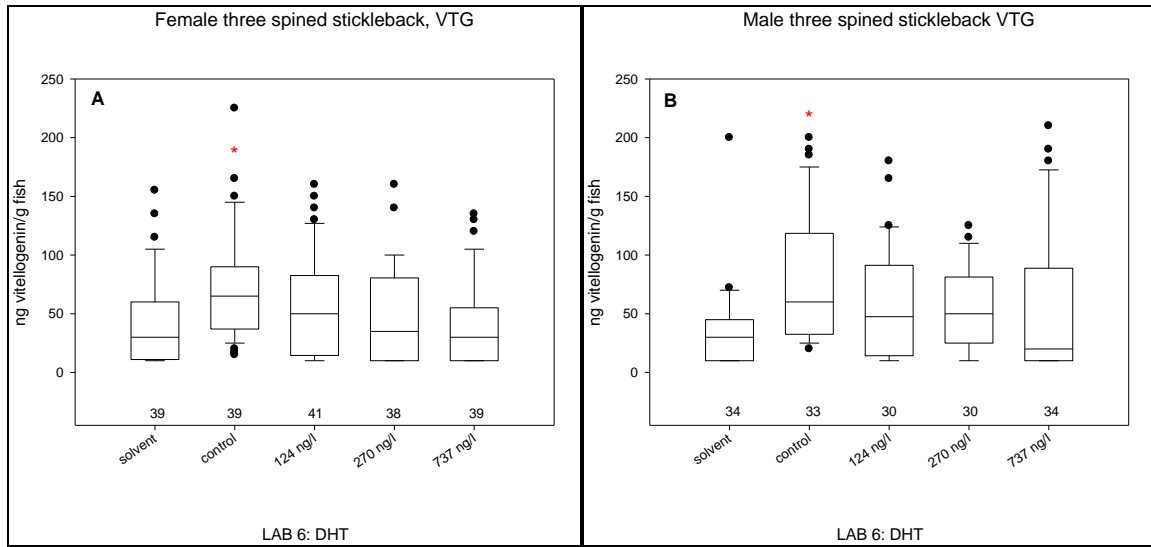 Female three spined stickleback, VTG
A
ng vitellogenin/g fish
250
200
150
100
50
0
*
39
39
41
38
39
solvent
control
124 ng/l
270 ng/l
737 ng/l
LAB 6: DHT
Male three spined stickleback VTG
B
ng vitellogenin/g fish
250
200
150
100
50
0
*
34
33
30
30
34
solvent
control
124 ng/l
270 ng/l
737 ng/l
LAB 6: DHT